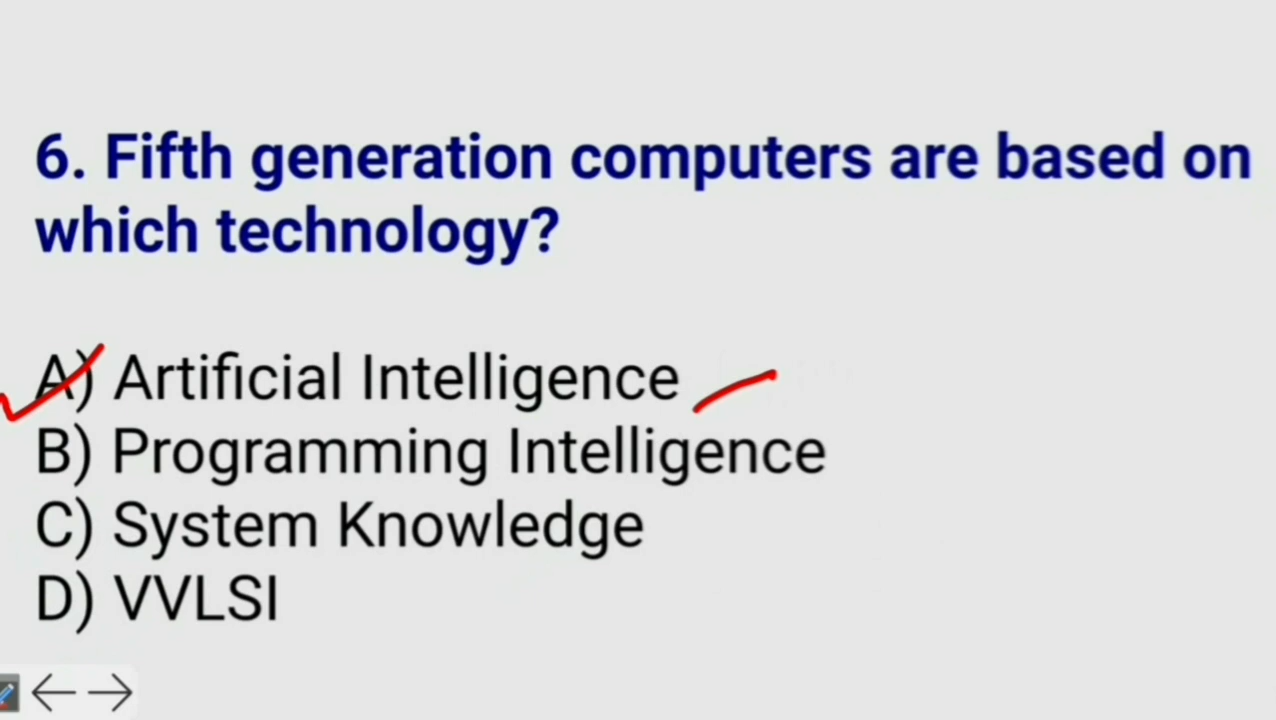 6. Fifth generation computers are based on
which technology?
A) Artificial Intelligence
B) Programming Intelligence
C) System Knowledge
D) VVLSI